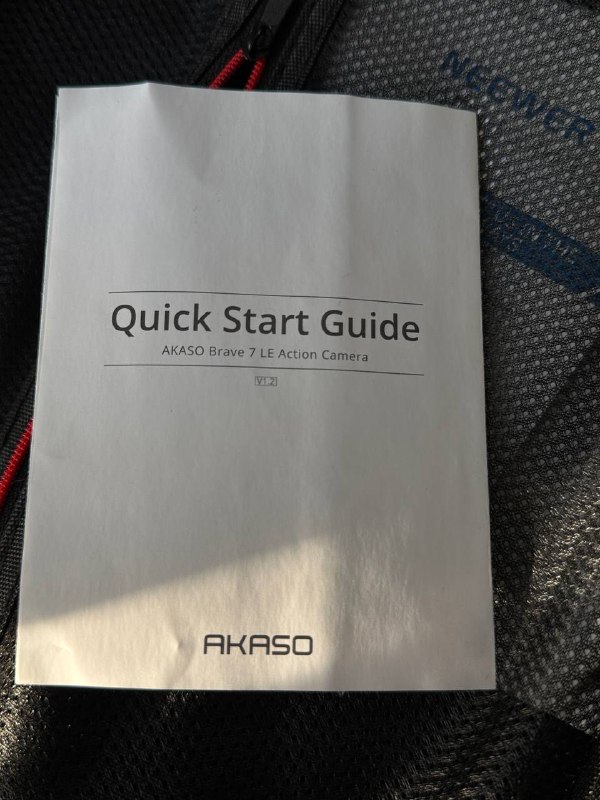 NEEWER
Quick Start Guide
AKASO Brave 7 LE Action Camera
V1.2
AKASO